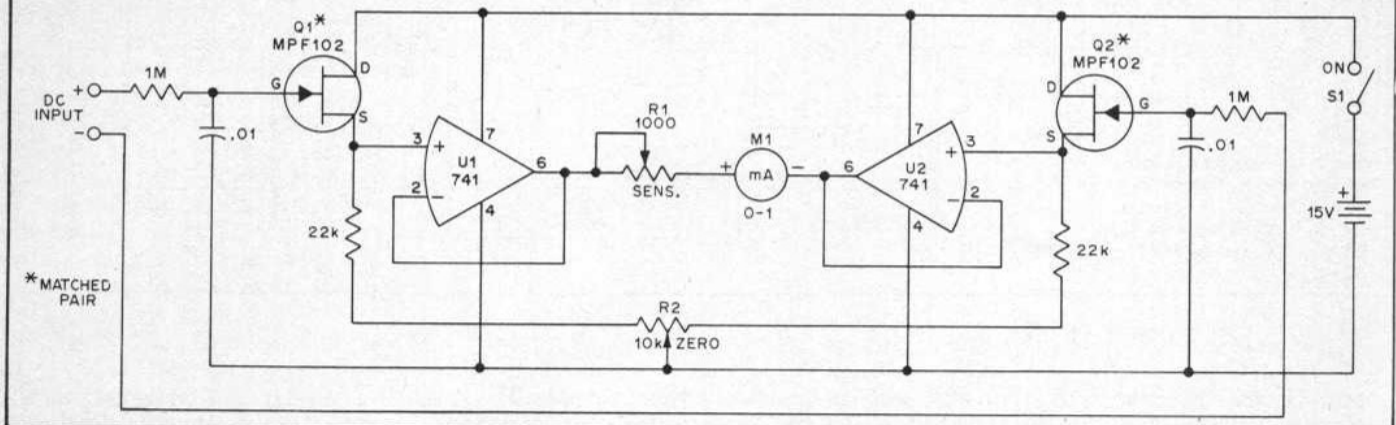 Q1*
MPF102
1M
DC
INPUT
+
-
G
D
S
.01
3
+
7
U1
741
6
2
-
4
22k
R1
1000
SENS.
M1
+
mA
-
0-1
6
7
U2
741
+
3
-
2
4
Q2*
MPF102
D
G
S
1M
.01
22k
ON
S1
+
15V
*MATCHED
PAIR
R2
10k ZERO